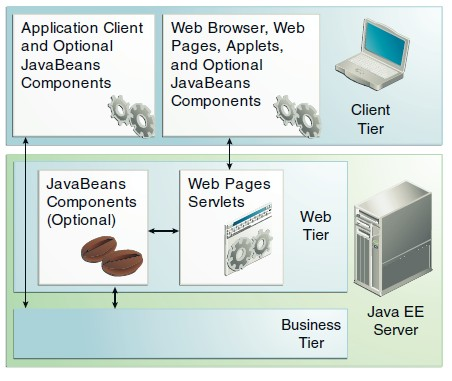 Application Client
and Optional
JavaBeans
Components
Web Browser, Web
Pages, Applets,
and Optional
JavaBeans
Components
Client
Tier
JavaBeans
Components
(Optional)
Web Pages
Servlets
Web
Tier
Java EE
Server
Business
Tier